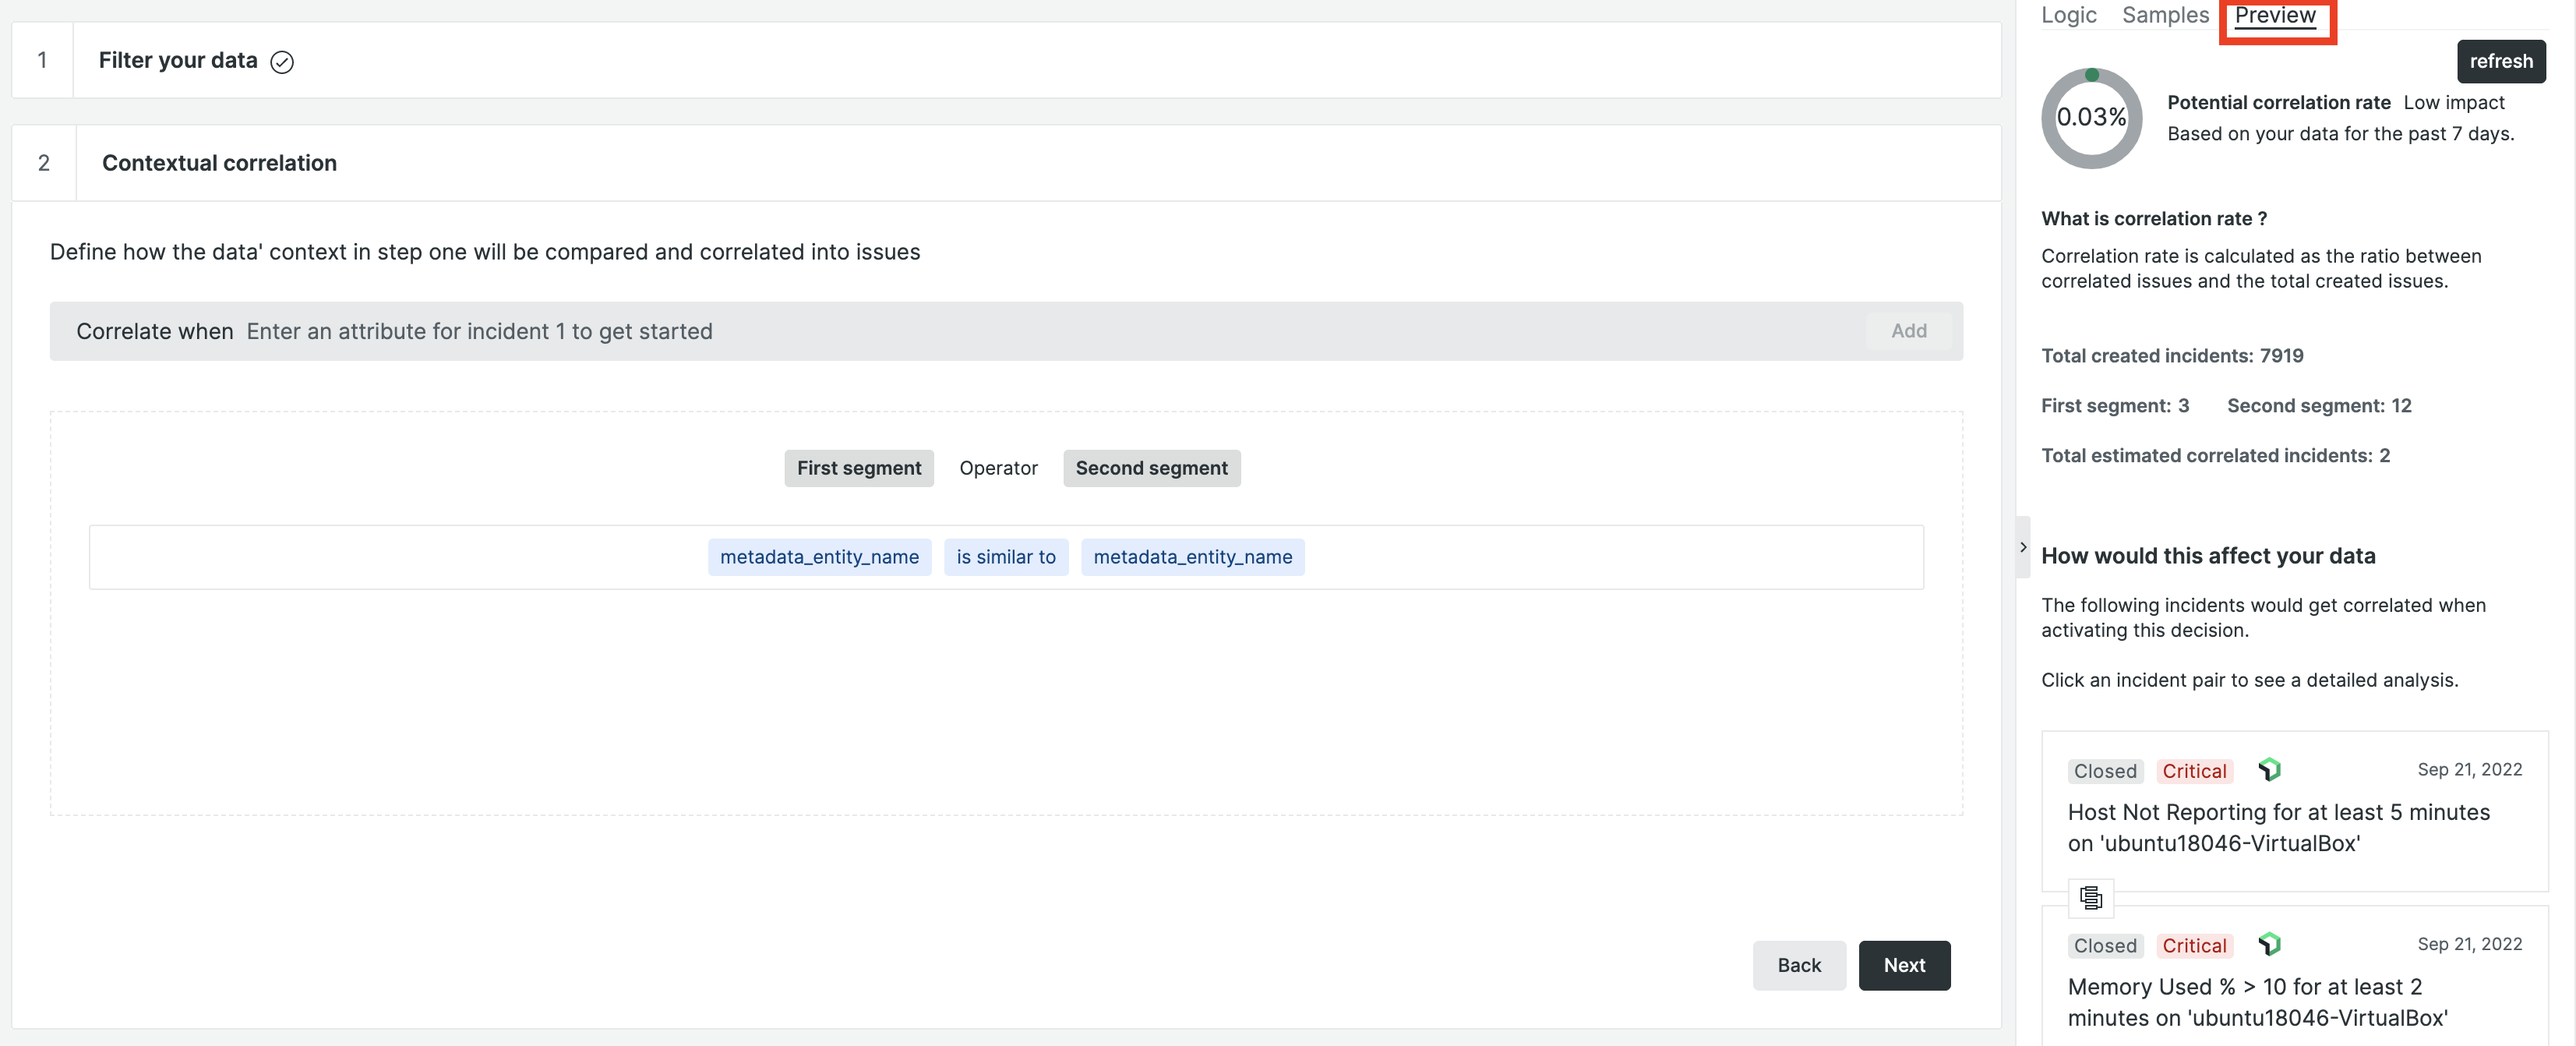 1
Filter your data
2
Contextual correlation
Define how the data' context in step one will be compared and correlated into issues
Correlate when Enter an attribute for incident 1 to get started
Add
First segment Operator Second segment
metadata_entity_name is similar to metadata_entity_name
Back Next
Logic Samples Preview
refresh
0.03%
Potential correlation rate Low impact
Based on your data for the past 7 days.
What is correlation rate ?
Correlation rate is calculated as the ratio between
correlated issues and the total created issues.
Total created incidents: 7919
First segment: 3 Second segment: 12
Total estimated correlated incidents: 2
How would this affect your data
The following incidents would get correlated when
activating this decision.
Click an incident pair to see a detailed analysis.
Closed Critical Sep 21, 2022
Host Not Reporting for at least 5 minutes
on 'ubuntu18046-VirtualBox'
Closed Critical Sep 21, 2022
Memory Used % > 10 for at least 2
minutes on 'ubuntu18046-VirtualBox'